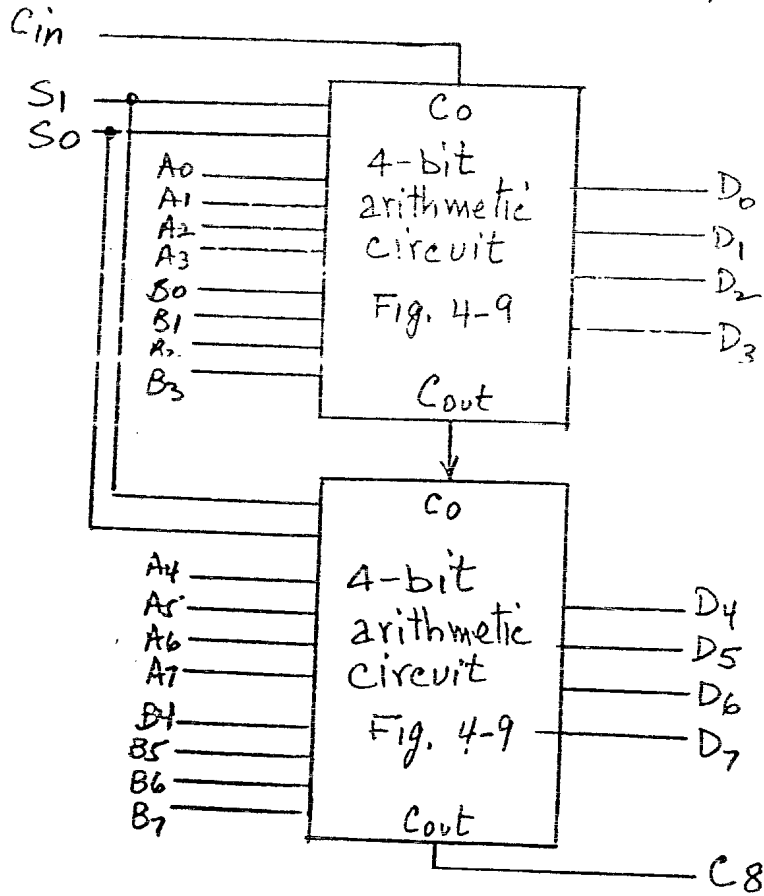 Cin
S1
S0
C0
4-bit
arithmetic
circuit
Fig. 4-9
Cout
A0
A1
A2
A3
B0
B1
B3
D0
D1
D2
D3
C0
4-bit
arithmetic
circuit
Fig. 4-9
Cout
A4
A5
A6
A7
B4
B5
B6
B7
D4
D5
D6
D7
C8